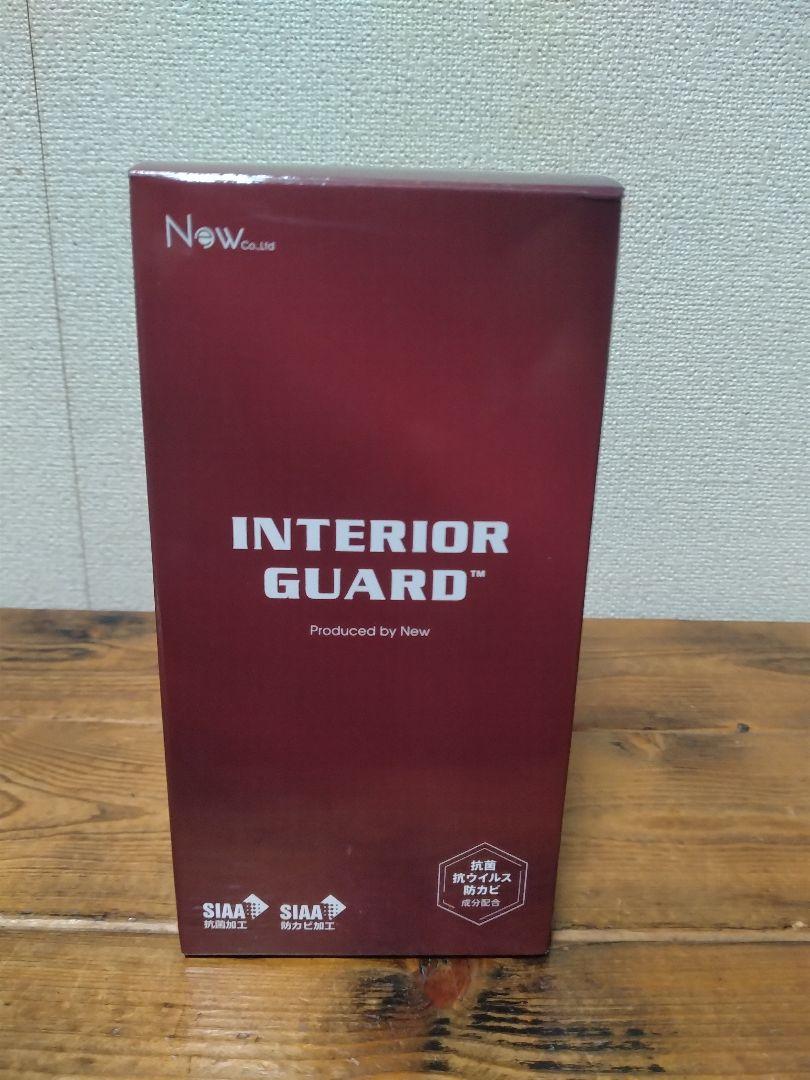 New Co.,Ltd
INTERIOR
GUARD™
Produced by New
抗菌
抗ウイルス
防カビ
成分配合
SIAA
抗菌加工
SIAA
防カビ加工